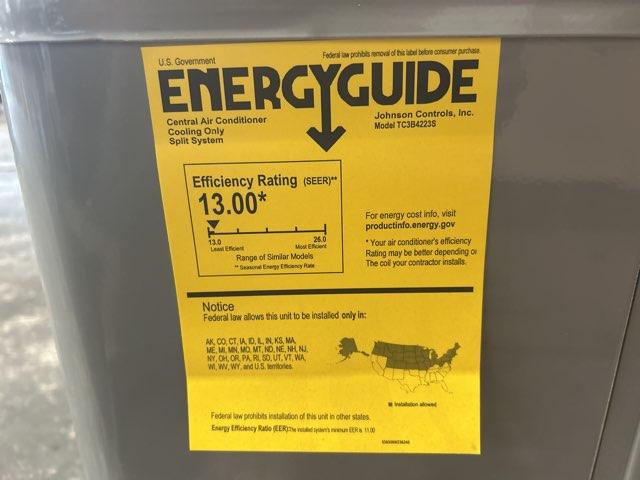 U.S. Government
Federal law prohibits removal of this label before consumer purchase.
ENERGYGUIDE
Central Air Conditioner
Cooling Only
Split System
Johnson Controls, Inc.
Model TC3B4223S
Efficiency Rating (SEER)**
13.00*
13.0
26.0
Least Efficient
Most Efficient
Range of Similar Models
** Seasonal Energy Efficiency Rate
For energy cost info, visit
productinfo.energy.gov
* Your air conditioner's efficiency
Rating may be better depending on
The coil your contractor installs.
Notice
Federal law allows this unit to be installed only in:
AK, CO, CT, IA, ID, IL, IN, KS, MA,
ME, MI, MN, MO, MT, ND, NE, NH, NJ,
NY, OH, OR, PA, RI, SD, UT, VT, WA,
WI, WV, WY, and U.S. territories.
Installation allowed
Federal law prohibits installation of this unit in other states.
Energy Efficiency Ratio (EER):The installed system's minimum EER is 11.00